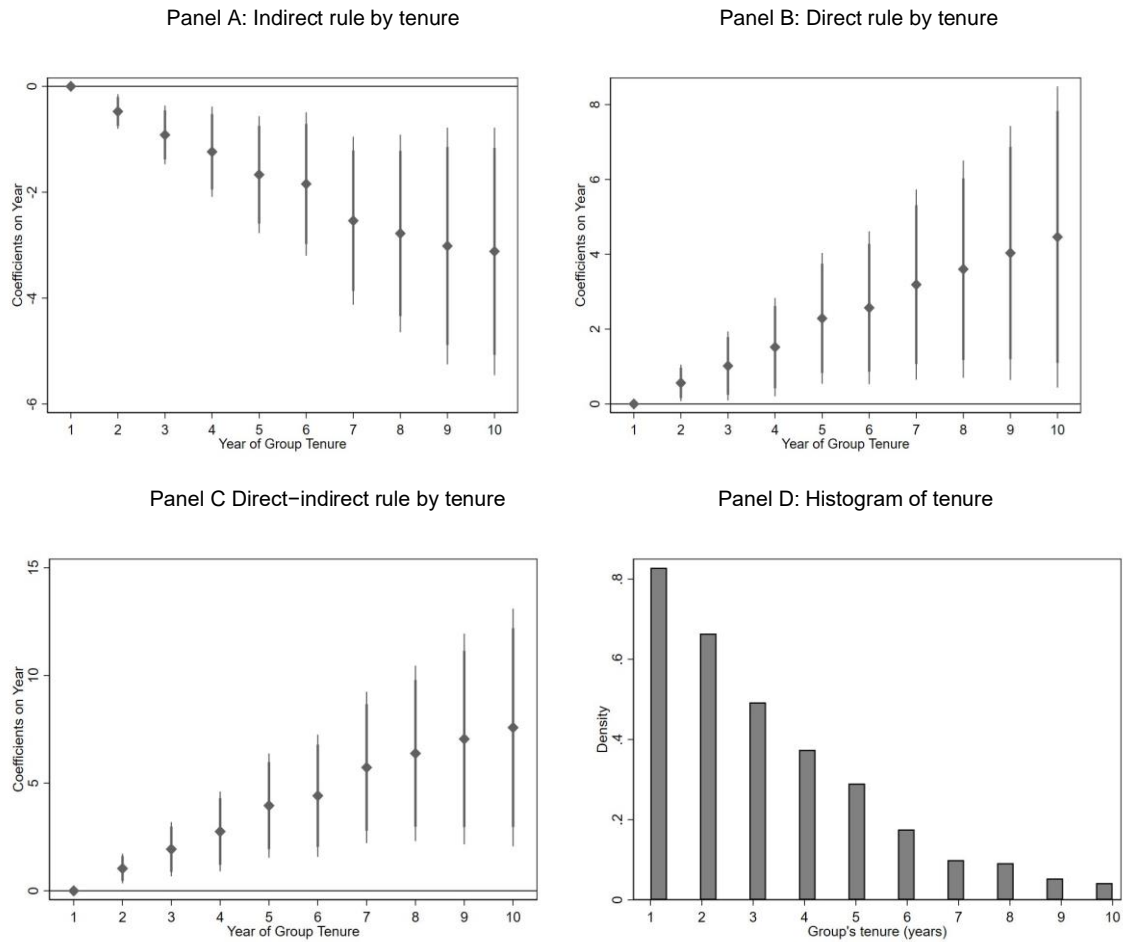 Panel A: Indirect rule by tenure
Coefficients on Year
0
-2
-4
-6
1 2 3 4 5 6 7 8 9 10
Year of Group Tenure
Panel B: Direct rule by tenure
Coefficients on Year
8
6
4
2
0
1 2 3 4 5 6 7 8 9 10
Year of Group Tenure
Panel C Direct−indirect rule by tenure
Coefficients on Year
15
10
5
0
1 2 3 4 5 6 7 8 9 10
Year of Group Tenure
Panel D: Histogram of tenure
Density
.8
.6
.4
.2
0
1 2 3 4 5 6 7 8 9 10
Group's tenure (years)